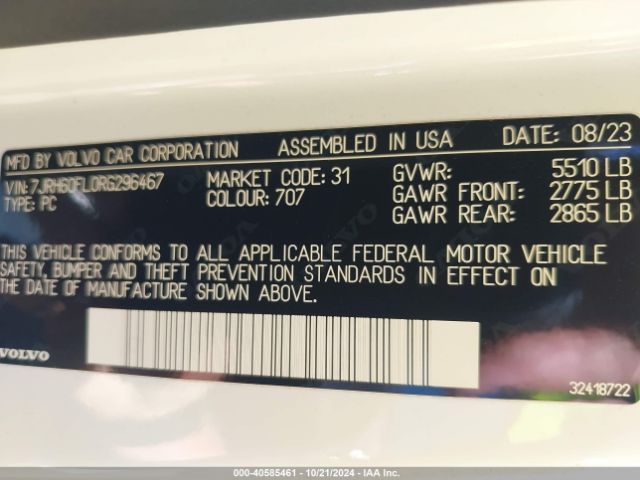 MFD BY VOLVO CAR CORPORATION ASSEMBLED IN USA DATE: 08/23
VIN: 7JRH60FL0RG296467 MARKET CODE: 31 GVWR: 5510 LB
TYPE: PC COLOUR: 707 GAWR FRONT: 2775 LB
GAWR REAR: 2865 LB
THIS VEHICLE CONFORMS TO ALL APPLICABLE FEDERAL MOTOR VEHICLE
SAFETY, BUMPER AND THEFT PREVENTION STANDARDS IN EFFECT ON
THE DATE OF MANUFACTURE SHOWN ABOVE.
VOLVO
32418722
000-40585461 - 10/21/2024 - IAA Inc.